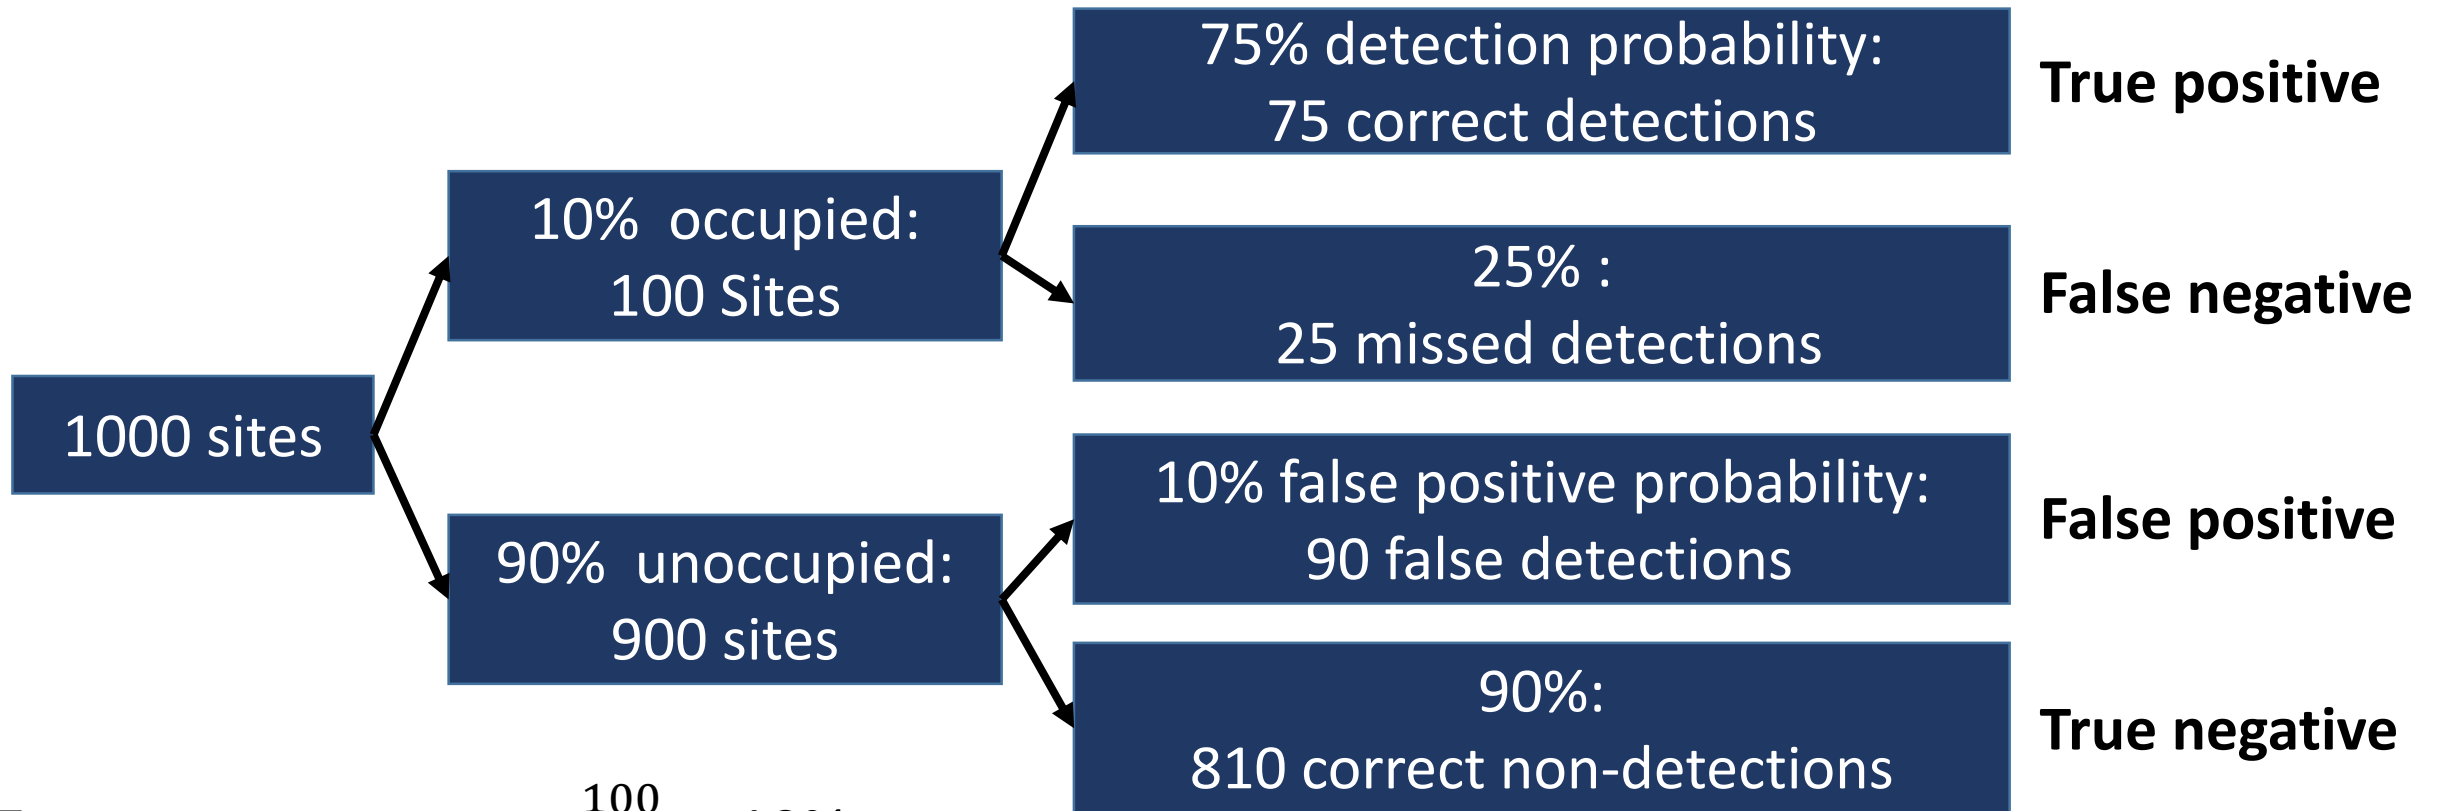 75% detection probability:
75 correct detections
True positive
10% occupied:
100 Sites
25% :
25 missed detections
False negative
1000 sites
10% false positive probability:
90 false detections
False positive
90% unoccupied:
900 sites
90%:
810 correct non-detections
True negative
100